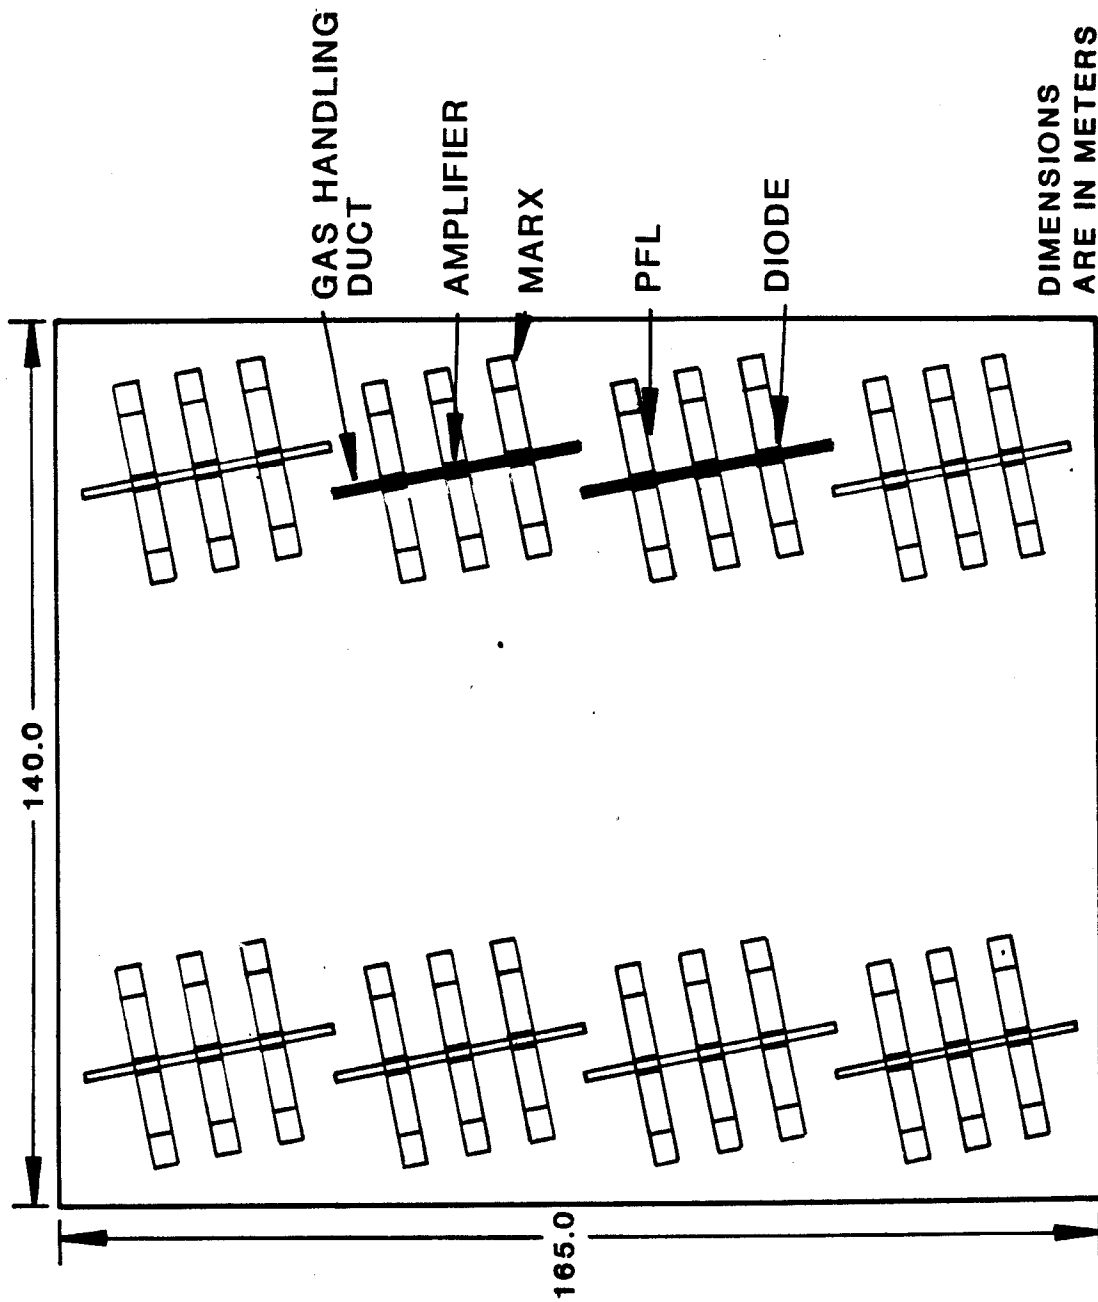 140.0
165.0
GAS HANDLING
DUCT
AMPLIFIER
MARX
PFL
DIODE
DIMENSIONS
ARE IN METERS